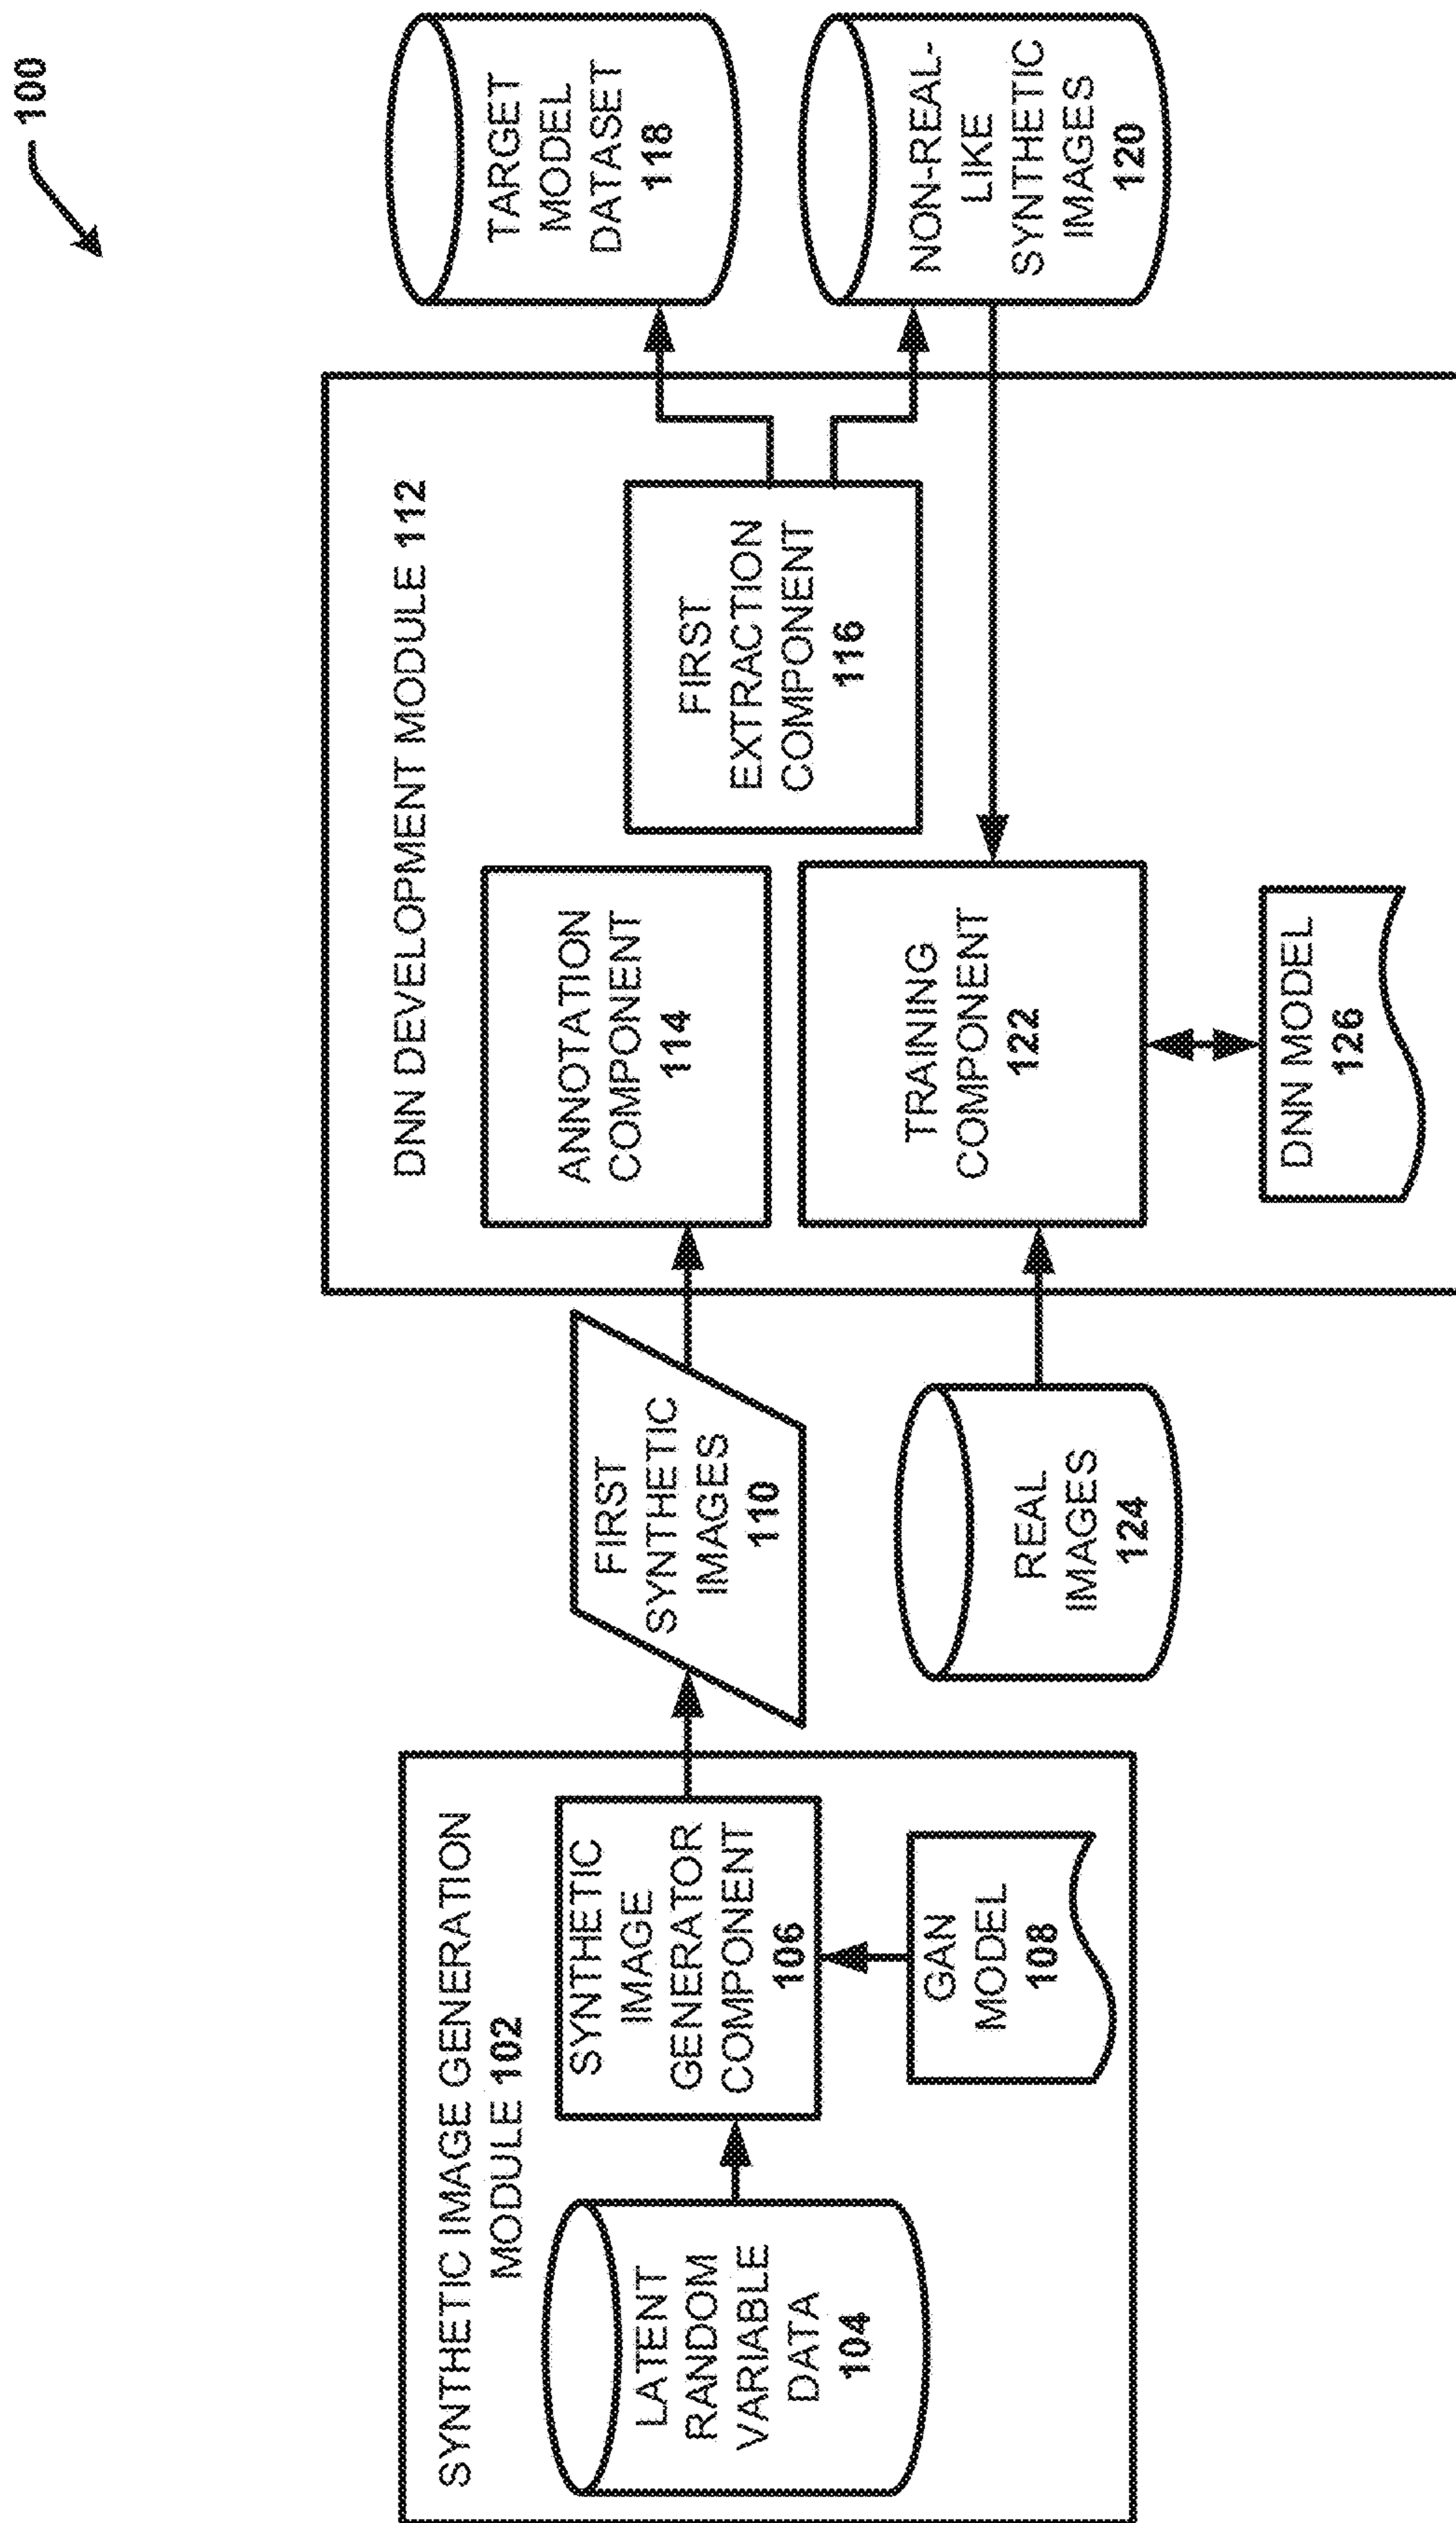 100
SYNTHETIC IMAGE GENERATION
MODULE 102
LATENT
RANDOM
VARIABLE
DATA
104
SYNTHETIC
IMAGE
GENERATOR
COMPONENT
106
GAN
MODEL
108
FIRST
SYNTHETIC
IMAGES
110
REAL
IMAGES
124
DNN DEVELOPMENT MODULE 112
ANNOTATION
COMPONENT
114
FIRST
EXTRACTION
COMPONENT
116
TRAINING
COMPONENT
122
DNN MODEL
126
TARGET
MODEL
DATASET
118
NON-REAL-
LIKE
SYNTHETIC
IMAGES
120